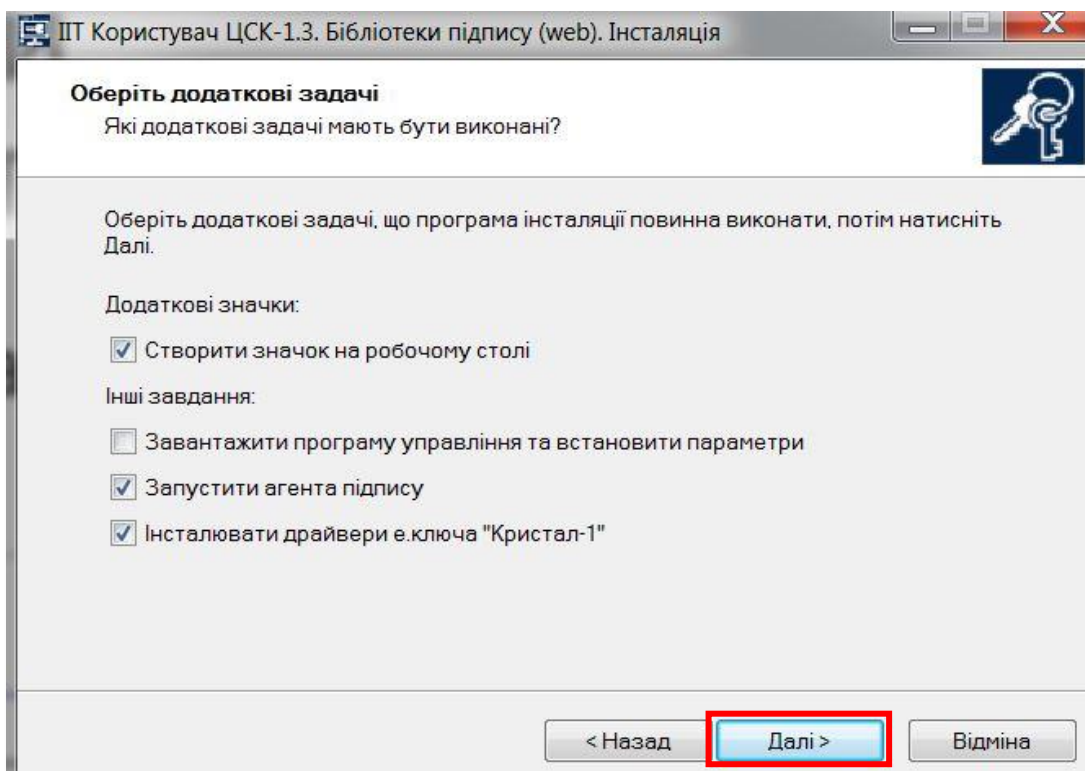 ІІТ Користувач ЦСК-1.3. Бібліотеки підпису (web). Інсталяція
Оберіть додаткові задачі
Які додаткові задачі мають бути виконані?
Оберіть додаткові задачі, що програма інсталяції повинна виконати, потім натисніть
Далі.
Додаткові значки:
Створити значок на робочому столі
Інші завдання:
Завантажити програму управління та встановити параметри
Запустити агента підпису
Інсталювати драйвери е.ключа "Кристал-1"
< Назад
Далі >
Відміна